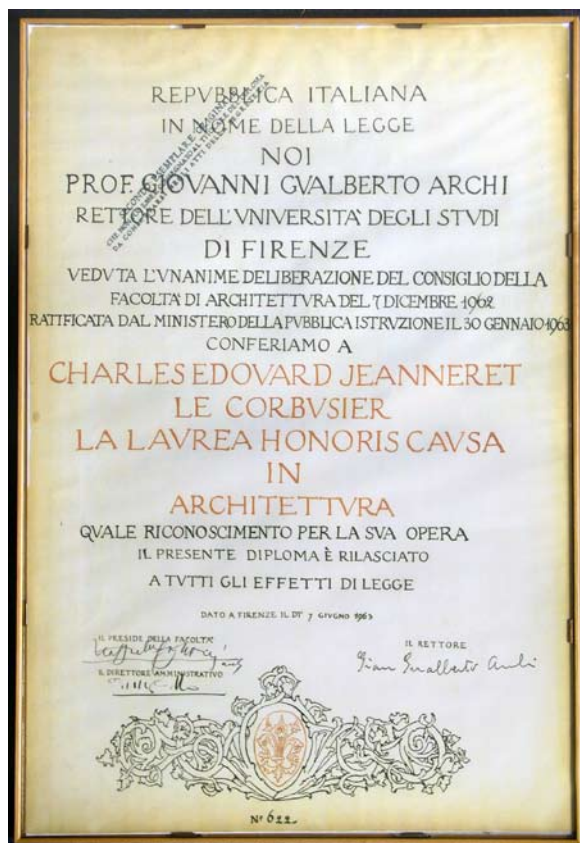 REPVBBLICA ITALIANA
IN NOME DELLA LEGGE
NOI
PROF. GIOVANNI GVALBERTO ARCHI
RETTORE DELL'VNIVERSITA' DEGLI STVDI
DI FIRENZE
VEDVTA L'VNANIME DELIBERAZIONE DEL CONSIGLIO DELLA
FACOLTA' DI ARCHITETTVRA DEL 7 DICEMBRE 1962
RATIFICATA DAL MINISTERO DELLA PVBBLICA ISTRVZIONE IL 30 GENNAIO 1963
CONFERIAMO A
CHARLES EDOVARD JEANNERET
LE CORBVSIER
LA LAVREA HONORIS CAVSA
IN
ARCHITETTVRA
QVALE RICONOSCIMENTO PER LA SVA OPERA
IL PRESENTE DIPLOMA È RILASCIATO
A TVTTI GLI EFFETTI DI LEGGE
DATO A FIRENZE IL DI' 7 GIVGNO 1963
IL PRESIDE DELLA FACOLTA'
IL DIRETTORE AMMINISTRATIVO
IL RETTORE
Gian Gualberto Archi
Nº 622